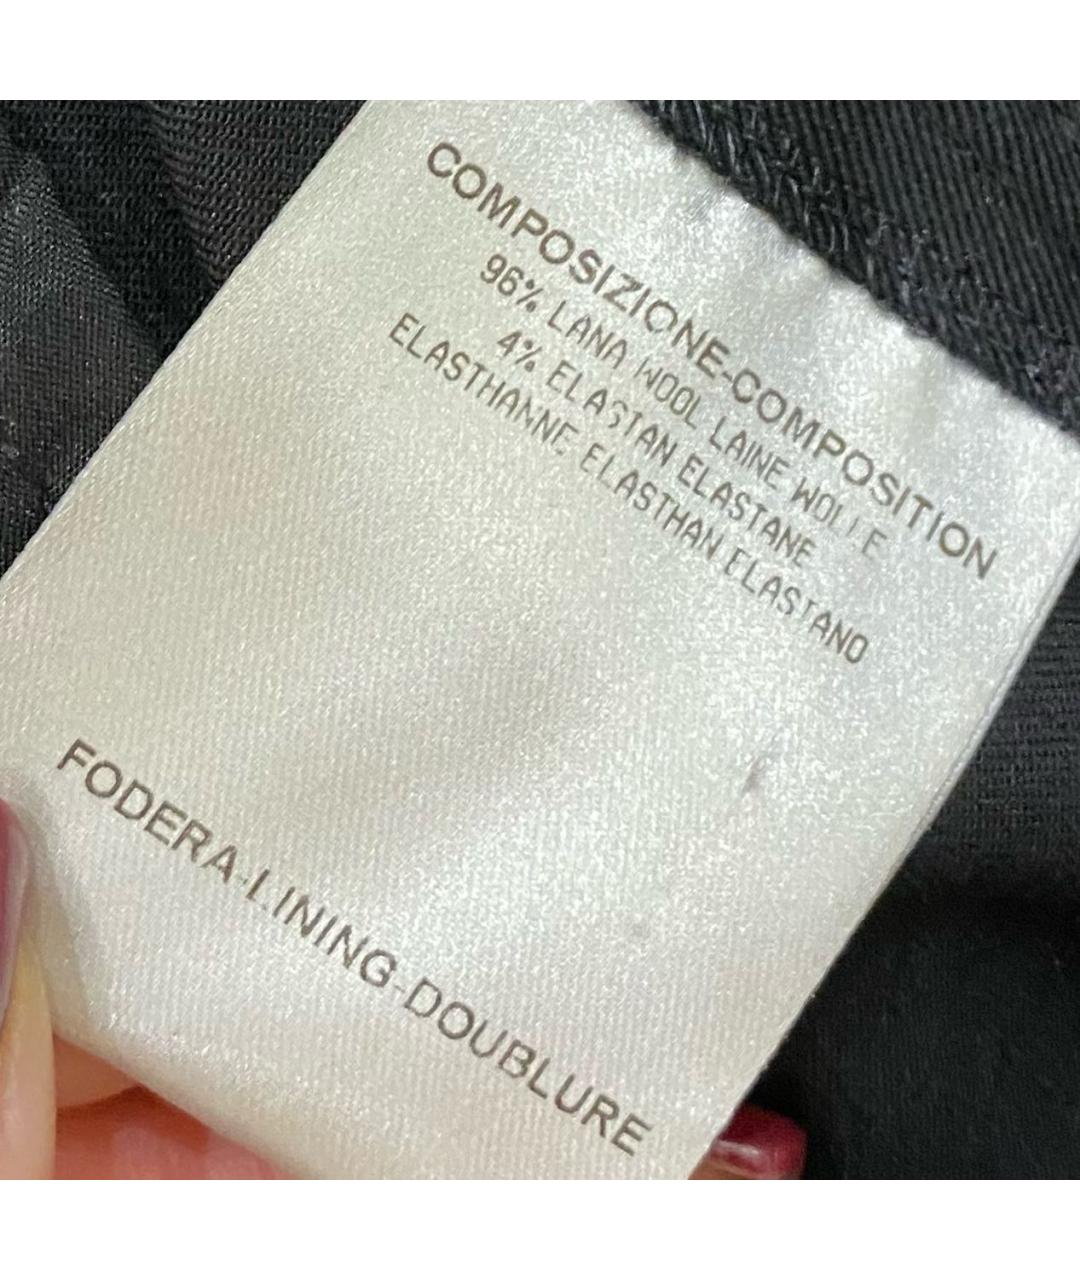 COMPOSIZIONE-COMPOSITION
96% LANA WOOL LAINE WOLLE
4% ELASTAN ELASTANE
ELASTHANNE ELASTHAN ELASTANO
FODERA-LINING-DOUBLURE